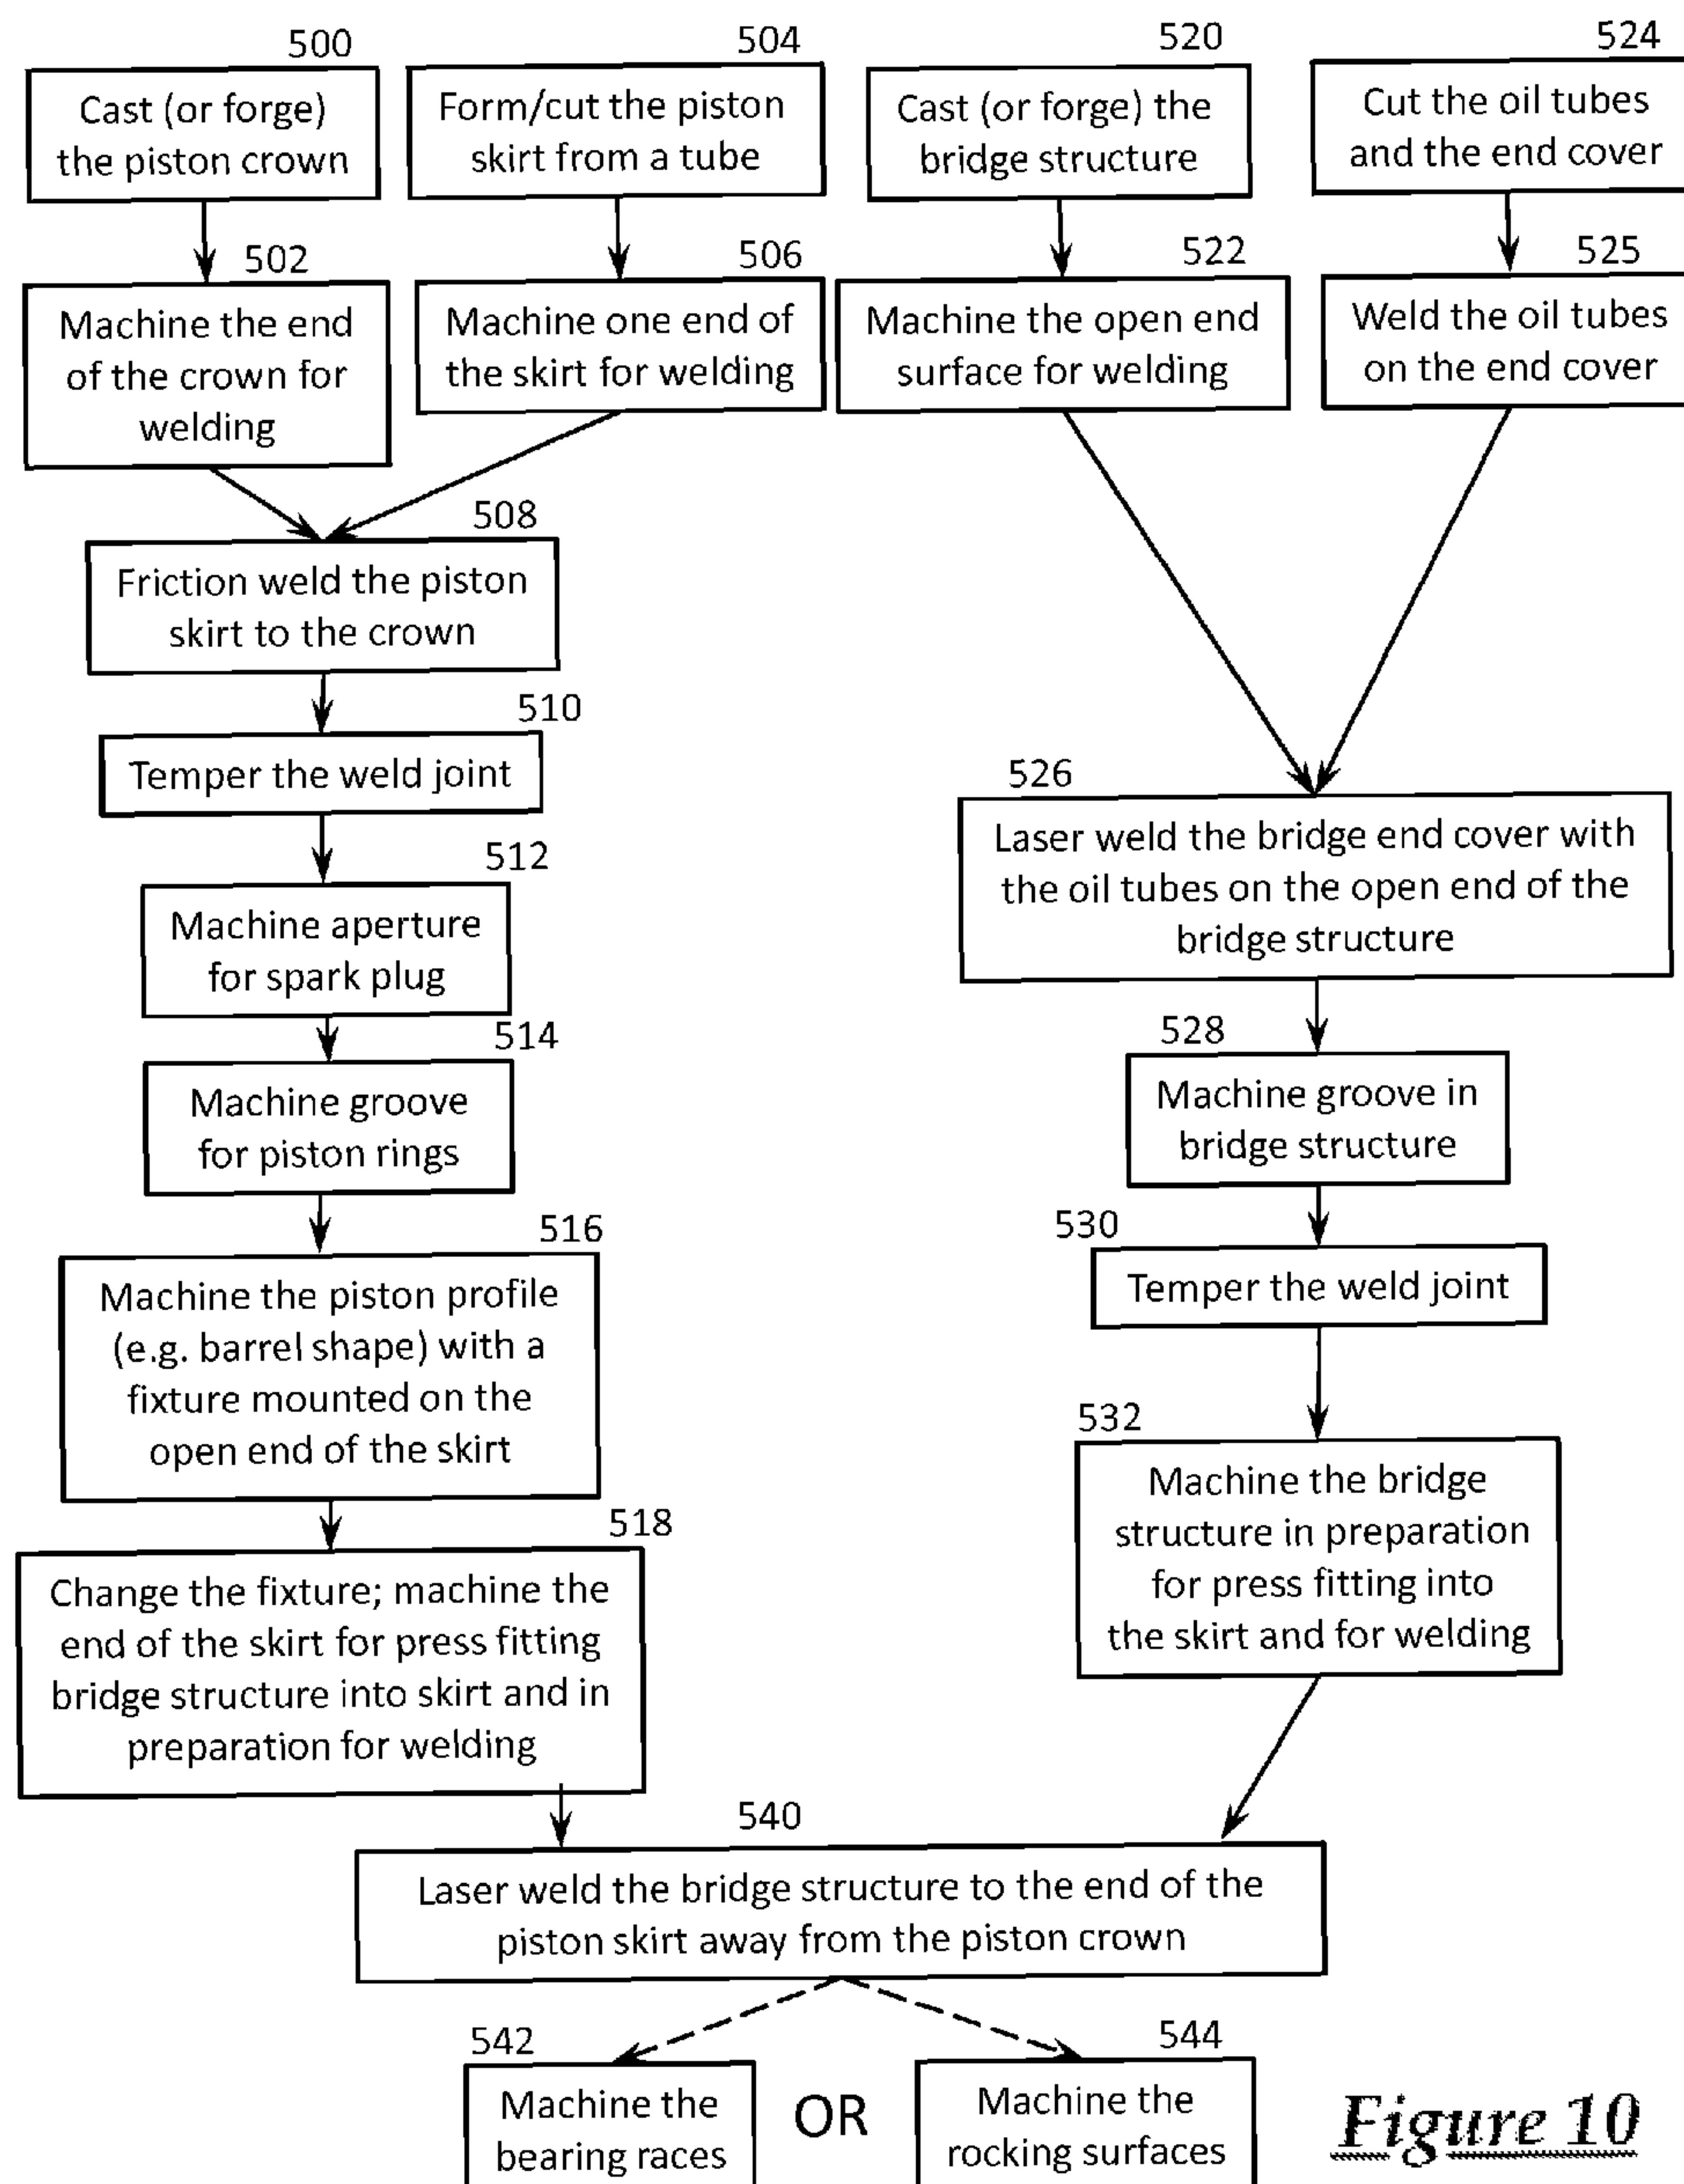 500
Cast (or forge)
the piston crown
504
Form/cut the piston
skirt from a tube
520
Cast (or forge) the
bridge structure
524
Cut the oil tubes
and the end cover
502
Machine the end
of the crown for
welding
506
Machine one end of
the skirt for welding
522
Machine the open end
surface for welding
525
Weld the oil tubes
on the end cover
508
Friction weld the piston
skirt to the crown
510
Temper the weld joint
512
Machine aperture
for spark plug
514
Machine groove
for piston rings
516
Machine the piston profile
(e.g. barrel shape) with a
fixture mounted on the
open end of the skirt
518
Change the fixture; machine the
end of the skirt for press fitting
bridge structure into skirt and in
preparation for welding
526
Laser weld the bridge end cover with
the oil tubes on the open end of the
bridge structure
528
Machine groove in
bridge structure
530
Temper the weld joint
532
Machine the bridge
structure in preparation
for press fitting into
the skirt and for welding
540
Laser weld the bridge structure to the end of the
piston skirt away from the piston crown
542
Machine the
bearing races
OR
544
Machine the
rocking surfaces
Figure 10